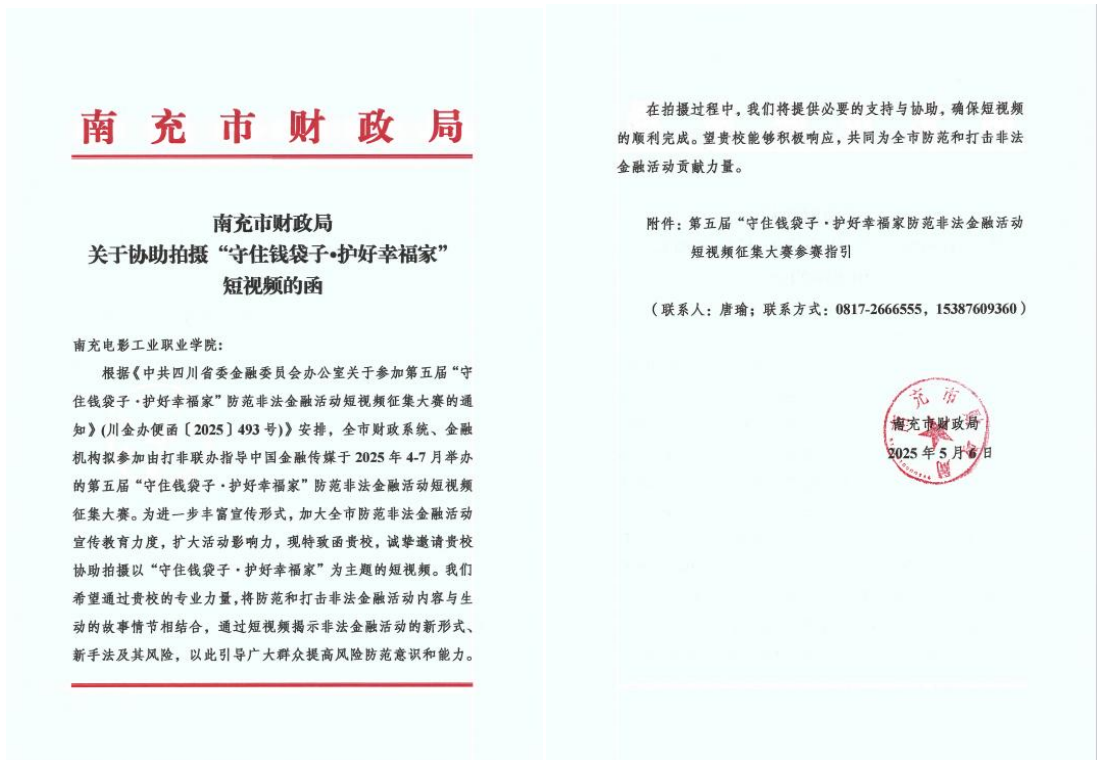 南充市财政局
南充市财政局
关于协助拍摄“守住钱袋子•护好幸福家”
短视频的函
南充电影工业职业学院：
根据《中共四川省委金融委员会办公室关于参加第五届“守
住钱袋子·护好幸福家”防范非法金融活动短视频征集大赛的通
知》(川金办便函〔2025〕493 号)》安排，全市财政系统、金融
机构拟参加由打非联办指导中国金融传媒于 2025 年 4-7 月举办
的第五届“守住钱袋子·护好幸福家”防范非法金融活动短视频
征集大赛。为进一步丰富宣传形式，加大全市防范非法金融活动
宣传教育力度，扩大活动影响力，现特致函贵校，诚挚邀请贵校
协助拍摄以“守住钱袋子·护好幸福家”为主题的短视频。我们
希望通过贵校的专业力量，将防范和打击非法金融活动内容与生
动的故事情节相结合，通过短视频揭示非法金融活动的新形式、
新手法及其风险，以此引导广大群众提高风险防范意识和能力。
在拍摄过程中，我们将提供必要的支持与协助，确保短视频
的顺利完成。望贵校能够积极响应，共同为全市防范和打击非法
金融活动贡献力量。
附件：第五届“守住钱袋子·护好幸福家防范非法金融活动
短视频征集大赛参赛指引
（联系人：唐瑜；联系方式：0817-2666555，15387609360）
南充市财政局
2025 年 5 月 6 日